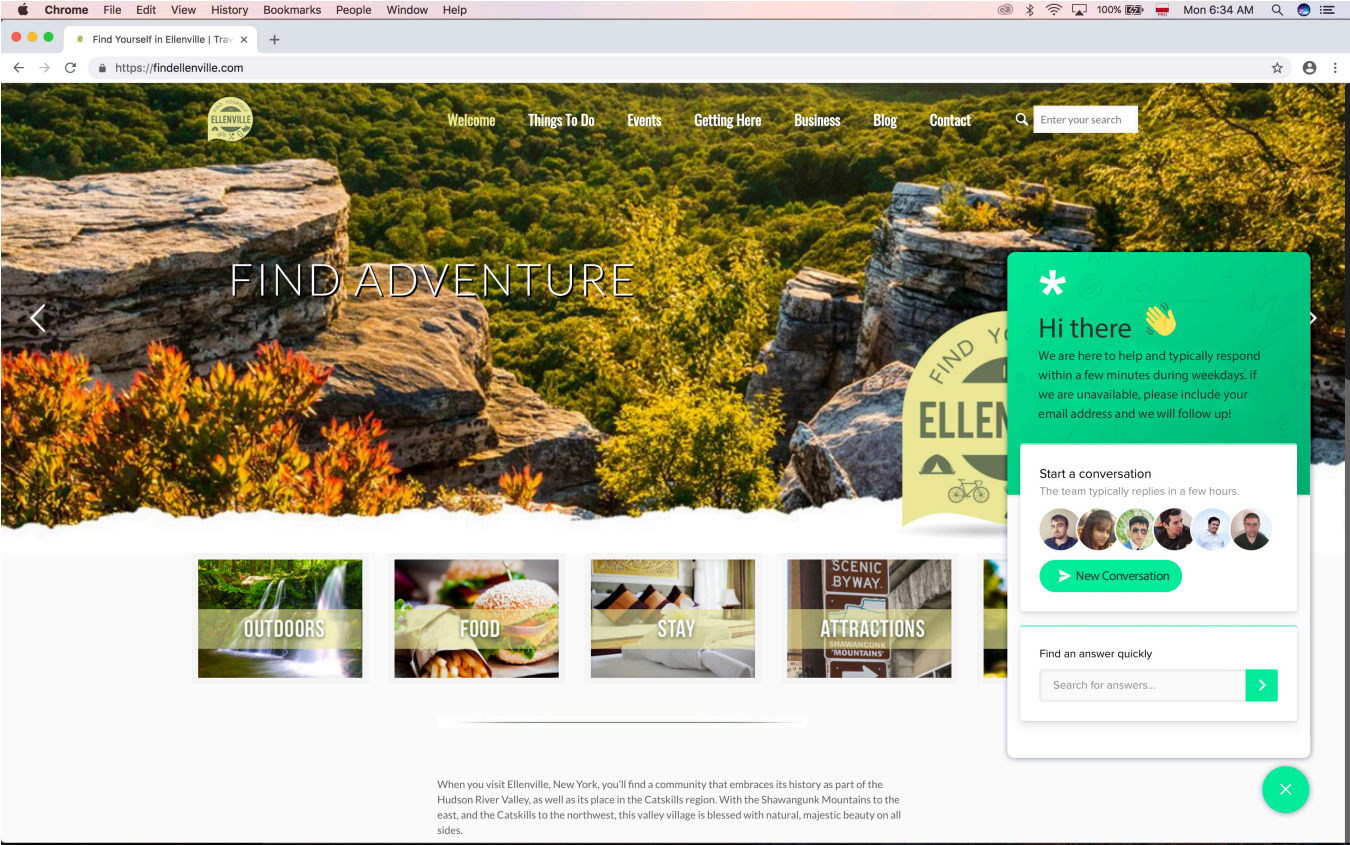 Chrome File Edit View History Bookmarks People Window Help 100% Mon 6:34 AM
Find Yourself in Ellenville | Trav
https://findellenville.com
FIND YOURSELF
ELLENVILLE
Welcome Things To Do Events Getting Here Business Blog Contact Enter your search
FIND ADVENTURE
FIND YO
ELLEN
*
Hi there
We are here to help and typically respond
within a few minutes during weekdays. if
we are unavailable, please include your
email address and we will follow up!
Start a conversation
The team typically replies in a few hours.
New Conversation
Find an answer quickly
Search for answers...
OUTDOORS
FOOD
STAY
SCENIC
BYWAY.
ATTRACTIONS
SHAWANGUNK
'MOUNTAINS'
When you visit Ellenville, New York, you'll find a community that embraces its history as part of the
Hudson River Valley, as well as its place in the Catskills region. With the Shawangunk Mountains to the
east, and the Catskills to the northwest, this valley village is blessed with natural, majestic beauty on all
sides.